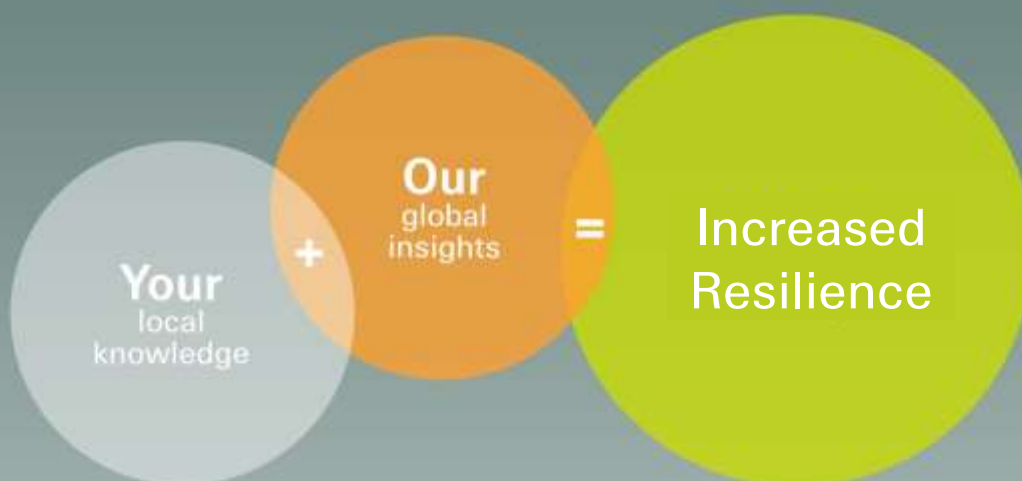 Your
local
knowledge
+
Our
global
insights
=
Increased
Resilience